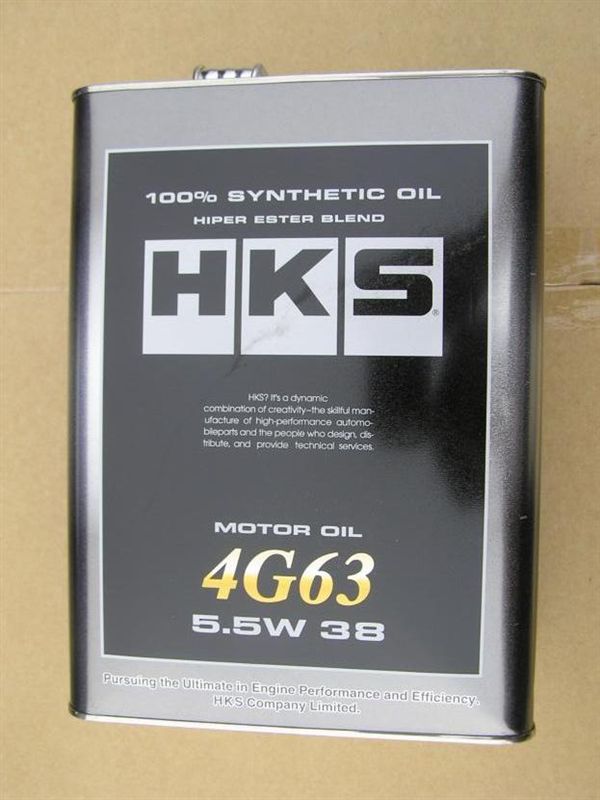 100% SYNTHETIC OIL
HIPER ESTER BLEND
HKS®
HKS? It's a dynamic
combination of creativity–the skillful man-
ufacture of high-performance automo-
bileparts and the people who design, dis-
tribute, and provide technical services.
MOTOR OIL
4G63
5.5W 38
Pursuing the Ultimate in Engine Performance and Efficiency.
HKS Company Limited.